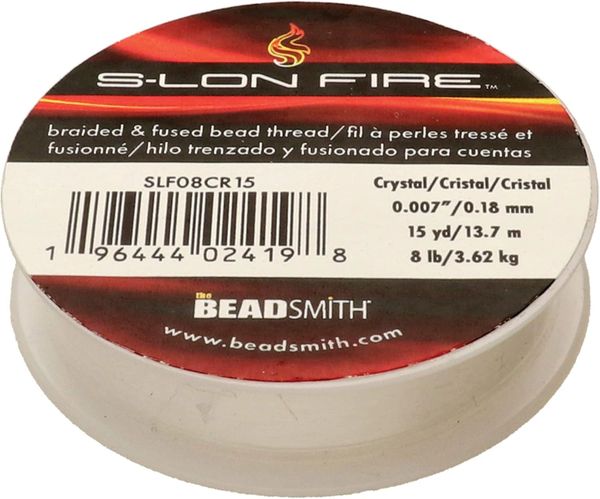 S-LON FIRE™
braided & fused bead thread/fil à perles tressé et
fusionné/hilo trenzado y fusionado para cuentas
SLF08CR15
1 96444 02419 8
Crystal/Cristal/Cristal
0.007"/0.18 mm
15 yd/13.7 m
8 lb/3.62 kg
the BEADSMITH®
www.beadsmith.com